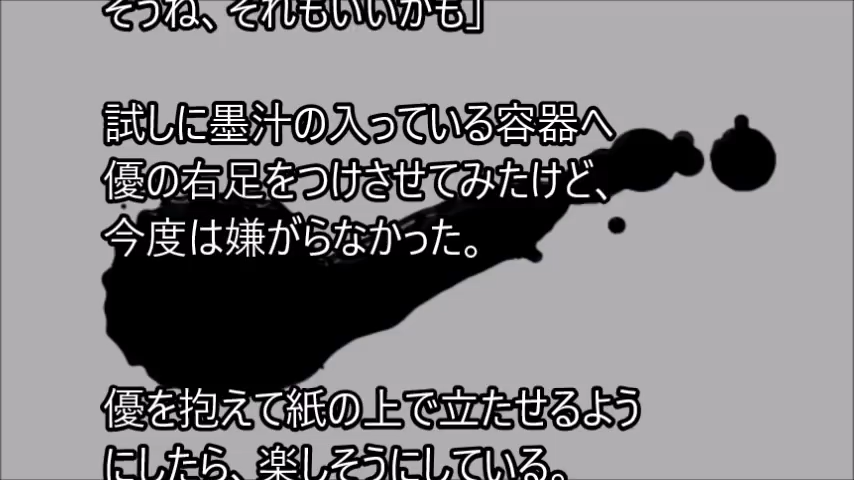 そうね、それもいいかも」
試しに墨汁の入っている容器へ
優の右足をつけさせてみたけど、
今度は嫌がらなかった。
優を抱えて紙の上で立たせるよう
にしたら、楽しそうにしている。